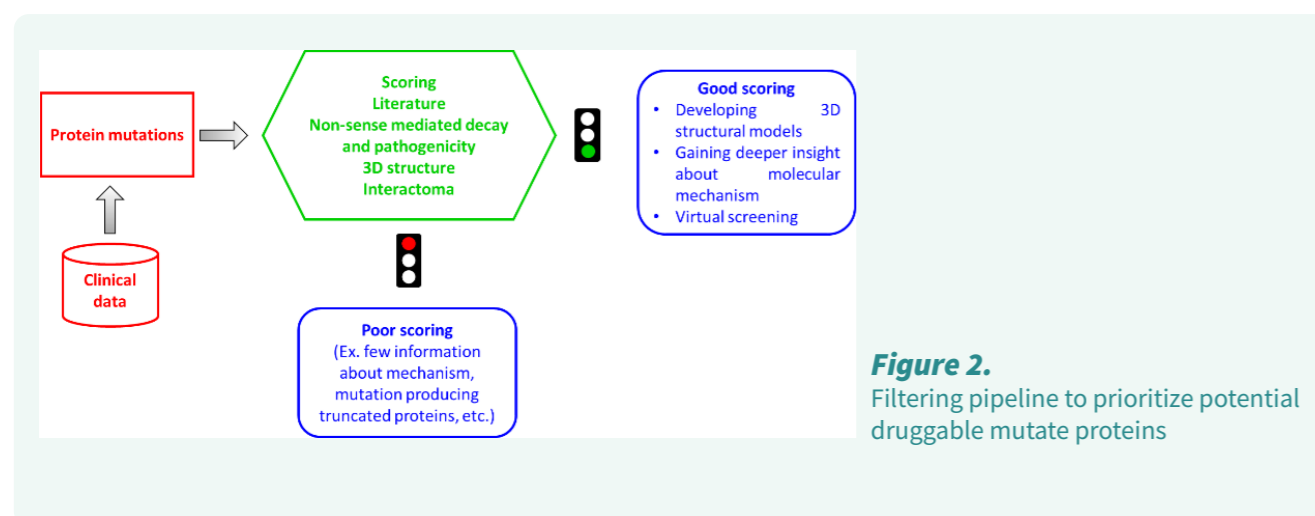 Protein mutations
Clinical
data
Scoring
Literature
Non-sense mediated decay
and pathogenicity
3D structure
Interactoma
Good scoring
• Developing 3D
structural models
• Gaining deeper insight
about molecular
mechanism
• Virtual screening
Poor scoring
(Ex. few information
about mechanism,
mutation producing
truncated proteins, etc.)
Figure 2.
Filtering pipeline to prioritize potential
druggable mutate proteins